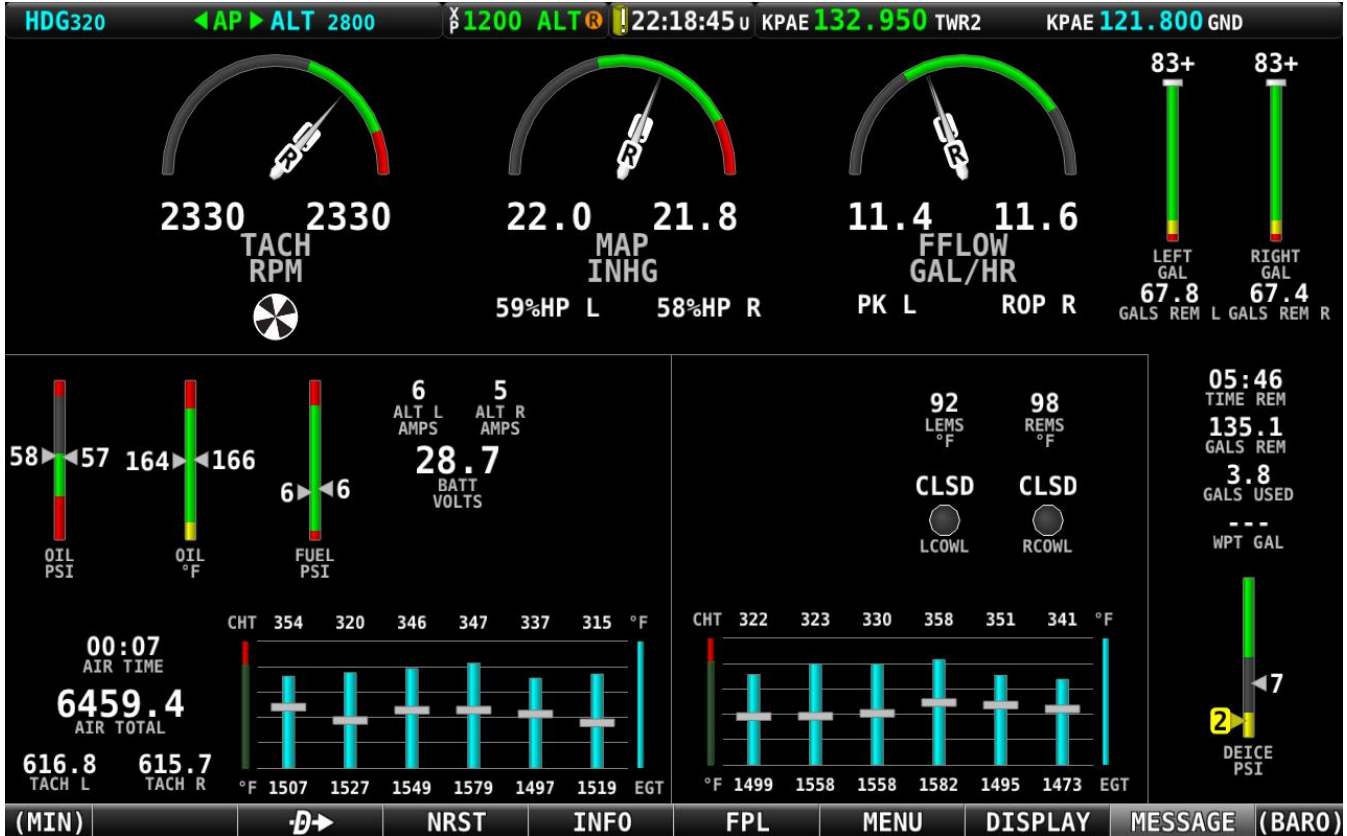 HDG320 AP ALT 2800 XP1200 ALT® ! 22:18:45U KPAE 132.950 TWR2 KPAE 121.800 GND
83+ 83+
R R R
2330 2330 22.0 21.8 11.4 11.6
TACH MAP FFLOW
RPM INHG GAL/HR
LEFT RIGHT
GAL GAL
59%HP L 58%HP R PK L ROP R
67.8 67.4
GALS REM L GALS REM R
6 5
ALT L ALT R
AMPS AMPS
28.7
BATT
VOLTS
92 98
LEMS REMS
°F °F
05:46
TIME REM
135.1
GALS REM
3.8
GALS USED
---
WPT GAL
58 57 164 166 6 6
OIL OIL FUEL
PSI °F PSI
CLSD CLSD
LCOWL RCOWL
00:07
AIR TIME
6459.4
AIR TOTAL
616.8 615.7
TACH L TACH R
CHT 354 320 346 347 337 315 °F
°F 1507 1527 1549 1579 1497 1519 EGT
CHT 322 323 330 358 351 341 °F
°F 1499 1558 1558 1582 1495 1473 EGT
7
2
DEICE
PSI
(MIN) D NRST INFO FPL MENU DISPLAY MESSAGE (BARO)